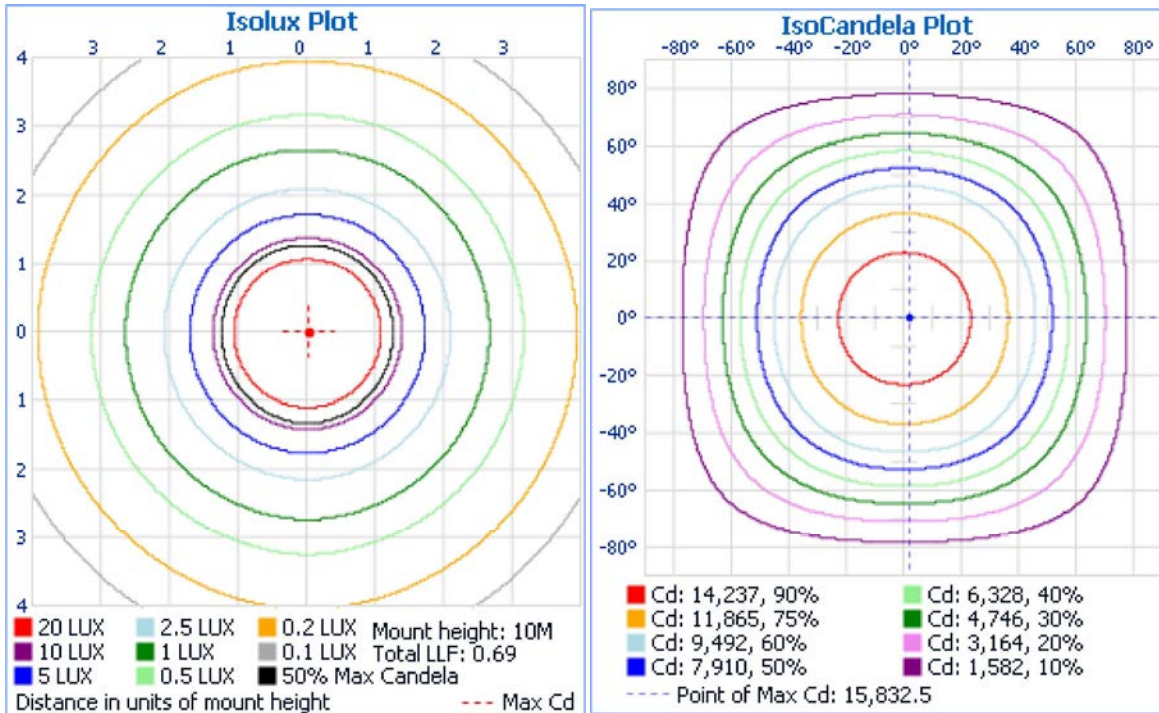 Isolux Plot
3 2 1 0 1 2 3
4
3
2
1
0
1
2
3
4
20 LUX 2.5 LUX 0.2 LUX Mount height: 10M
10 LUX 1 LUX 0.1 LUX Total LLF: 0.69
5 LUX 0.5 LUX 50% Max Candela
Distance in units of mount height --- Max Cd
IsoCandela Plot
-80° -60° -40° -20° 0° 20° 40° 60° 80°
80°
60°
40°
20°
0°
-20°
-40°
-60°
-80°
Cd: 14,237, 90% Cd: 6,328, 40%
Cd: 11,865, 75% Cd: 4,746, 30%
Cd: 9,492, 60% Cd: 3,164, 20%
Cd: 7,910, 50% Cd: 1,582, 10%
----- Point of Max Cd: 15,832.5